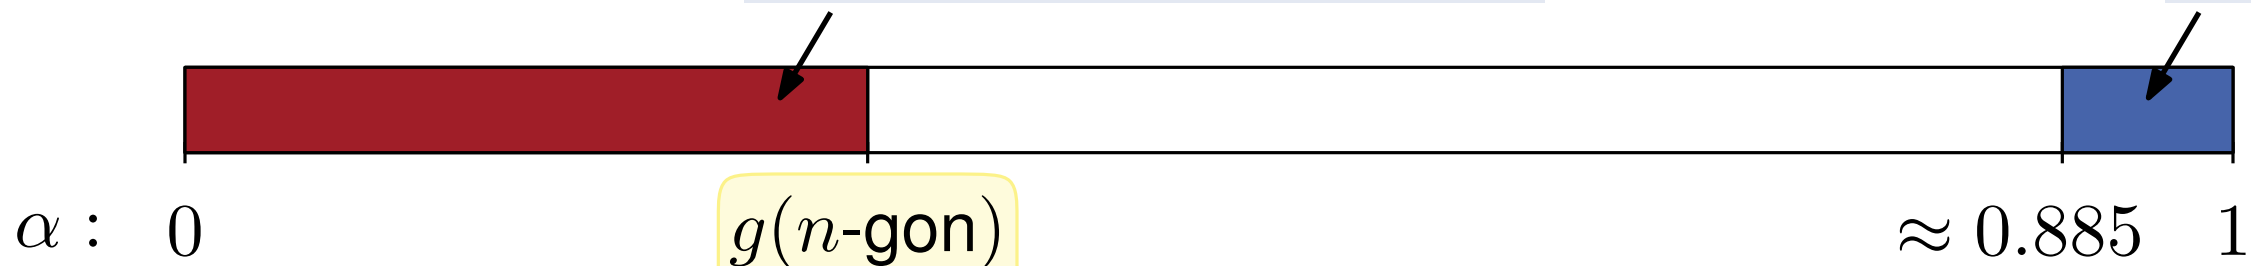 α : 0 g(n-gon) ≈ 0.885 1